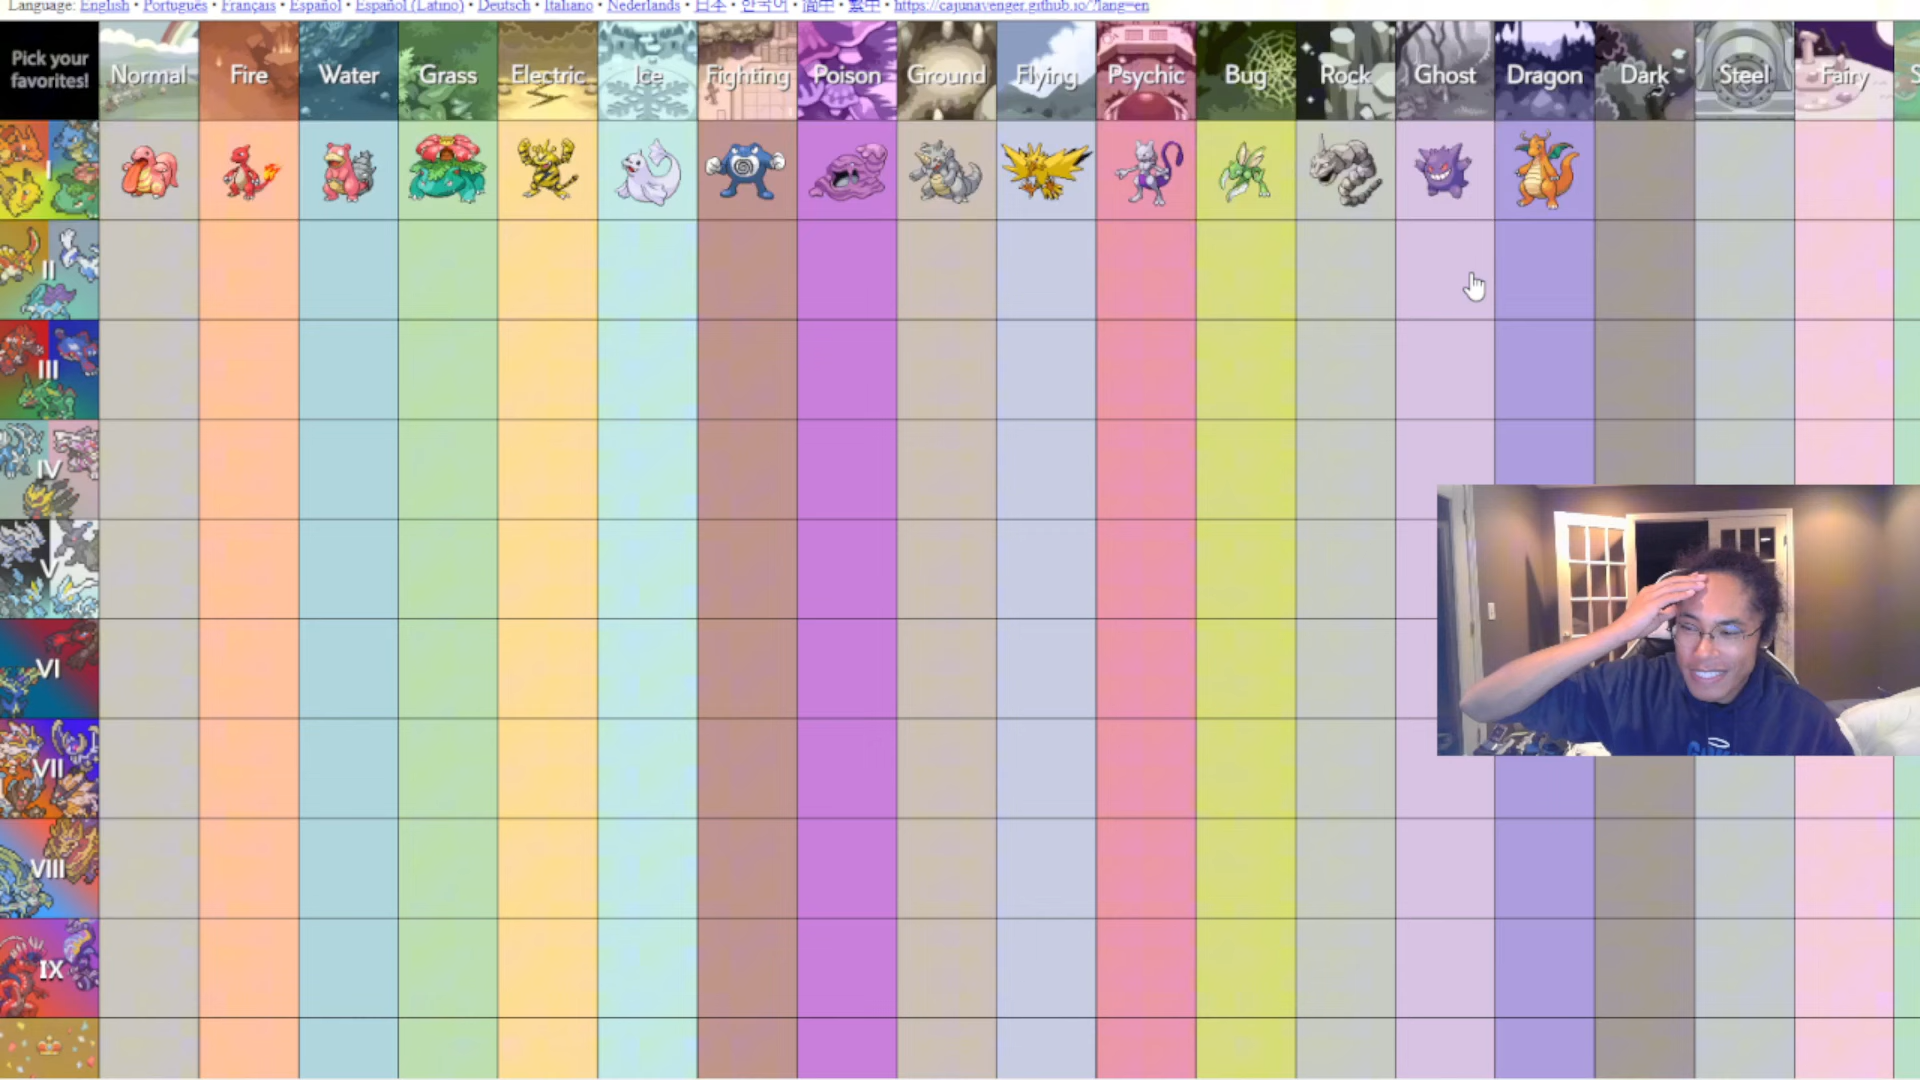 Language: English • Português • Français • Español • Español (Latino) • Deutsch • Italiano • Nederlands • 日本 • 한국어 • 简中 • 繁中 • https://cajunavenger.github.io/?lang=en
Pick your favorites!
Normal Fire Water Grass Electric Ice Fighting Poison Ground Flying Psychic Bug Rock Ghost Dragon Dark Steel Fairy S
I
II
III
IV
V
VI
VII
VIII
IX